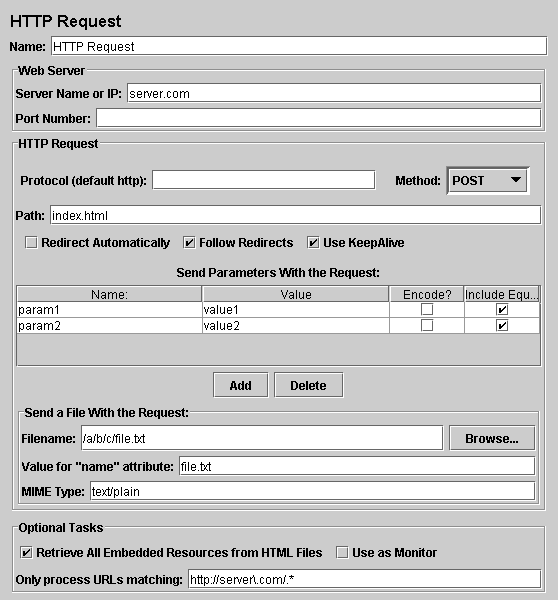 HTTP Request
Name: HTTP Request
Web Server
Server Name or IP: server.com
Port Number:
HTTP Request
Protocol (default http): Method: POST
Path: index.html
Redirect Automatically Follow Redirects Use KeepAlive
Send Parameters With the Request:
Name: Value Encode? Include Equ...
param1 value1
param2 value2
Add Delete
Send a File With the Request:
Filename: /a/b/c/file.txt Browse...
Value for "name" attribute: file.txt
MIME Type: text/plain
Optional Tasks
Retrieve All Embedded Resources from HTML Files Use as Monitor
Only process URLs matching: http://server\.com/.*